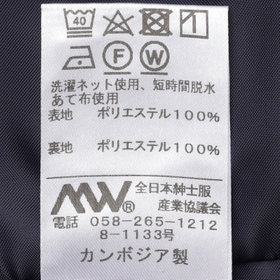 40
F W
洗濯ネット使用、短時間脱水
あて布使用
表地 ポリエステル100%
裏地 ポリエステル100%
MW 全日本紳士服
産業協議会
電話 058-265-1212
8-1133号
カンボジア製